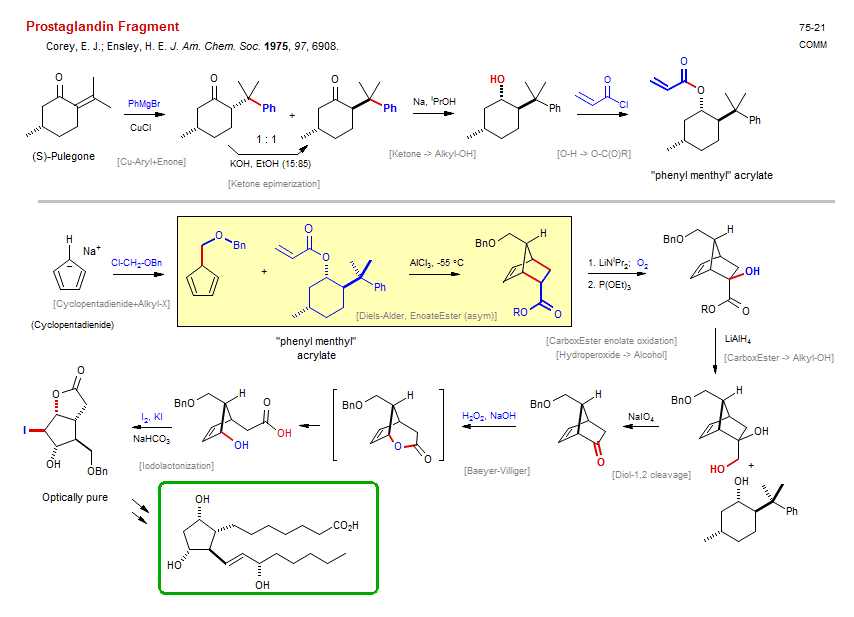 Prostaglandin Fragment
75-21
Corey, E. J.; Ensley, H. E. J. Am. Chem. Soc. 1975, 97, 6908.
COMM
O
(S)-Pulegone
PhMgBr
CuCl
[Cu-Aryl+Enone]
O
Ph
+
1 : 1
O
Ph
KOH, EtOH (15:85)
[Ketone epimerization]
Na, iPrOH
[Ketone -> Alkyl-OH]
HO
Ph
O
Cl
[O-H -> O-C(O)R]
O
O
Ph
"phenyl menthyl" acrylate
H
-
Na+
[Cyclopentadienide+Alkyl-X]
(Cyclopentadienide)
Cl-CH2-OBn
O
Bn
+
O
O
Ph
AlCl3, -55 °C
[Diels-Alder, EnoateEster (asym)]
"phenyl menthyl"
acrylate
BnO
H
RO
O
1. LiNiPr2; O2
2. P(OEt)3
[CarboxEster enolate oxidation]
[Hydroperoxide -> Alcohol]
BnO
H
OH
RO
O
LiAlH4
[CarboxEster -> Alkyl-OH]
BnO
H
OH
HO
+
OH
Ph
NaIO4
[Diol-1,2 cleavage]
BnO
H
O
H2O2, NaOH
[Baeyer-Villiger]
BnO
H
O
O
BnO
H
O
OH
OH
I2, KI
NaHCO3
[Iodolactonization]
O
O
I
OH
OBn
Optically pure
OH
CO2H
HO
OH